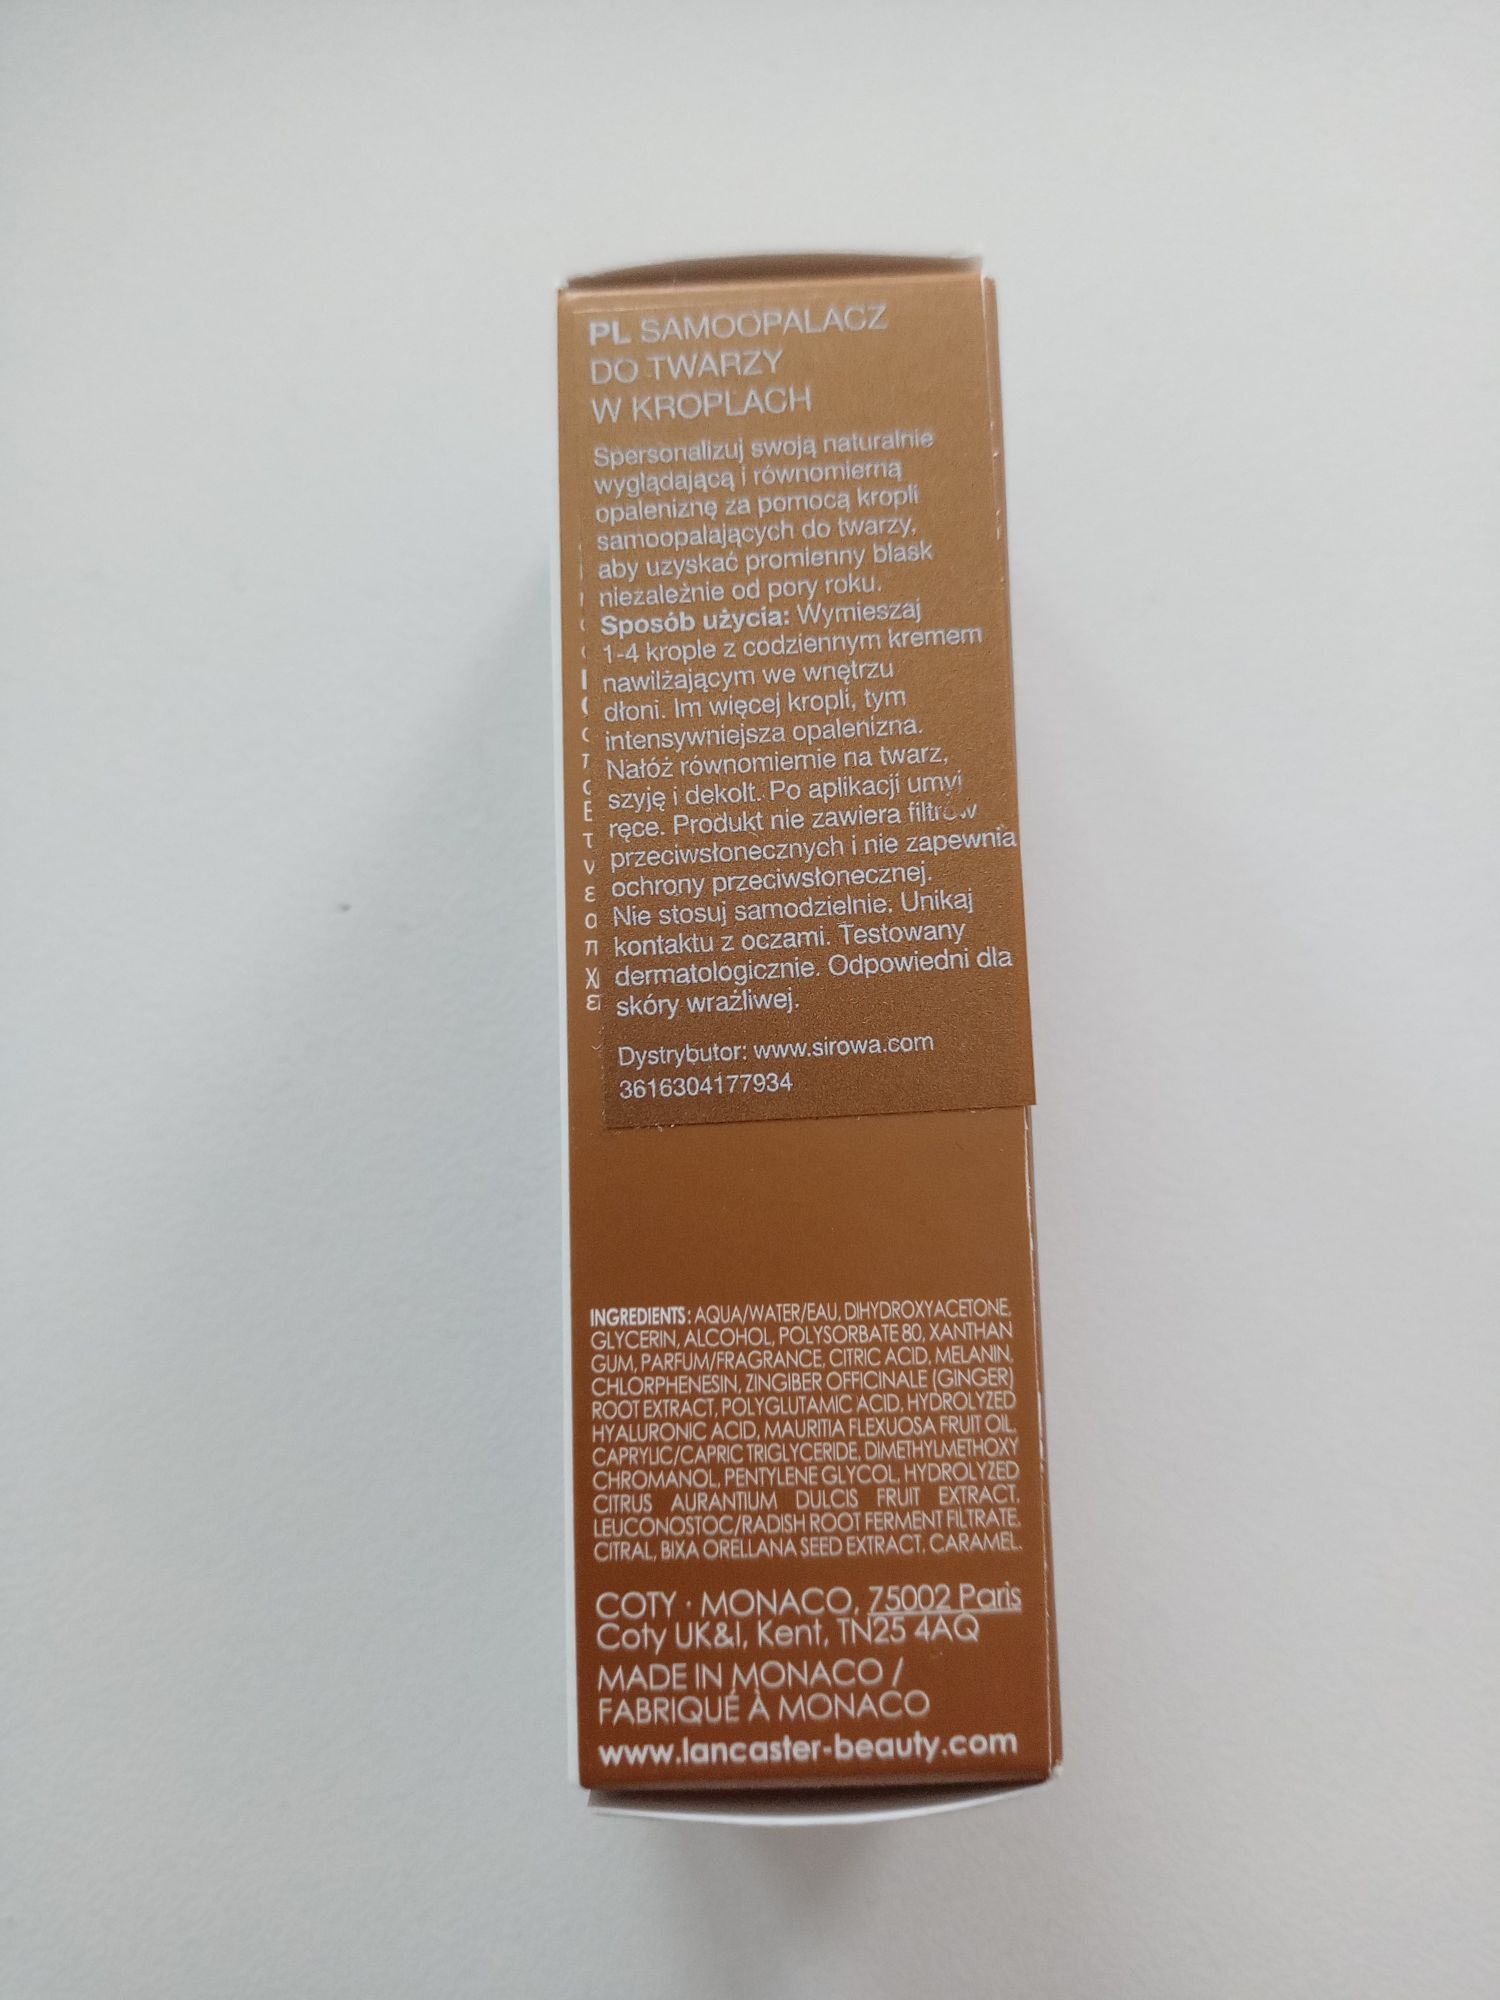 PL SAMOOPALACZ
DO TWARZY
W KROPLACH
Spersonalizuj swoją naturalnie
wyglądającą i równomierną
opaleniznę za pomocą kropli
samoopalających do twarzy,
aby uzyskać promienny blask
niezależnie od pory roku.
Sposób użycia: Wymieszaj
1-4 krople z codziennym kremem
nawilżającym we wnętrzu
dłoni. Im więcej kropli, tym
intensywniejsza opalenizna.
Nałóż równomiernie na twarz,
szyję i dekolt. Po aplikacji umyj
ręce. Produkt nie zawiera filtrów
przeciwsłonecznych i nie zapewnia
ochrony przeciwsłonecznej.
Nie stosuj samodzielnie. Unikaj
kontaktu z oczami. Testowany
dermatologicznie. Odpowiedni dla
skóry wrażliwej.
Dystrybutor: www.sirowa.com
3616304177934
INGREDIENTS: AQUA/WATER/EAU, DIHYDROXYACETONE,
GLYCERIN, ALCOHOL, POLYSORBATE 80, XANTHAN
GUM, PARFUM/FRAGRANCE, CITRIC ACID, MELANIN,
CHLORPHENESIN, ZINGIBER OFFICINALE (GINGER)
ROOT EXTRACT, POLYGLUTAMIC ACID, HYDROLYZED
HYALURONIC ACID, MAURITIA FLEXUOSA FRUIT OIL,
CAPRYLIC/CAPRIC TRIGLYCERIDE, DIMETHYLMETHOXY
CHROMANOL, PENTYLENE GLYCOL, HYDROLYZED
CITRUS AURANTIUM DULCIS FRUIT EXTRACT,
LEUCONOSTOC/RADISH ROOT FERMENT FILTRATE,
CITRAL, BIXA ORELLANA SEED EXTRACT, CARAMEL.
COTY · MONACO, 75002 Paris
Coty UK&I, Kent, TN25 4AQ
MADE IN MONACO /
FABRIQUÉ À MONACO
www.lancaster-beauty.com